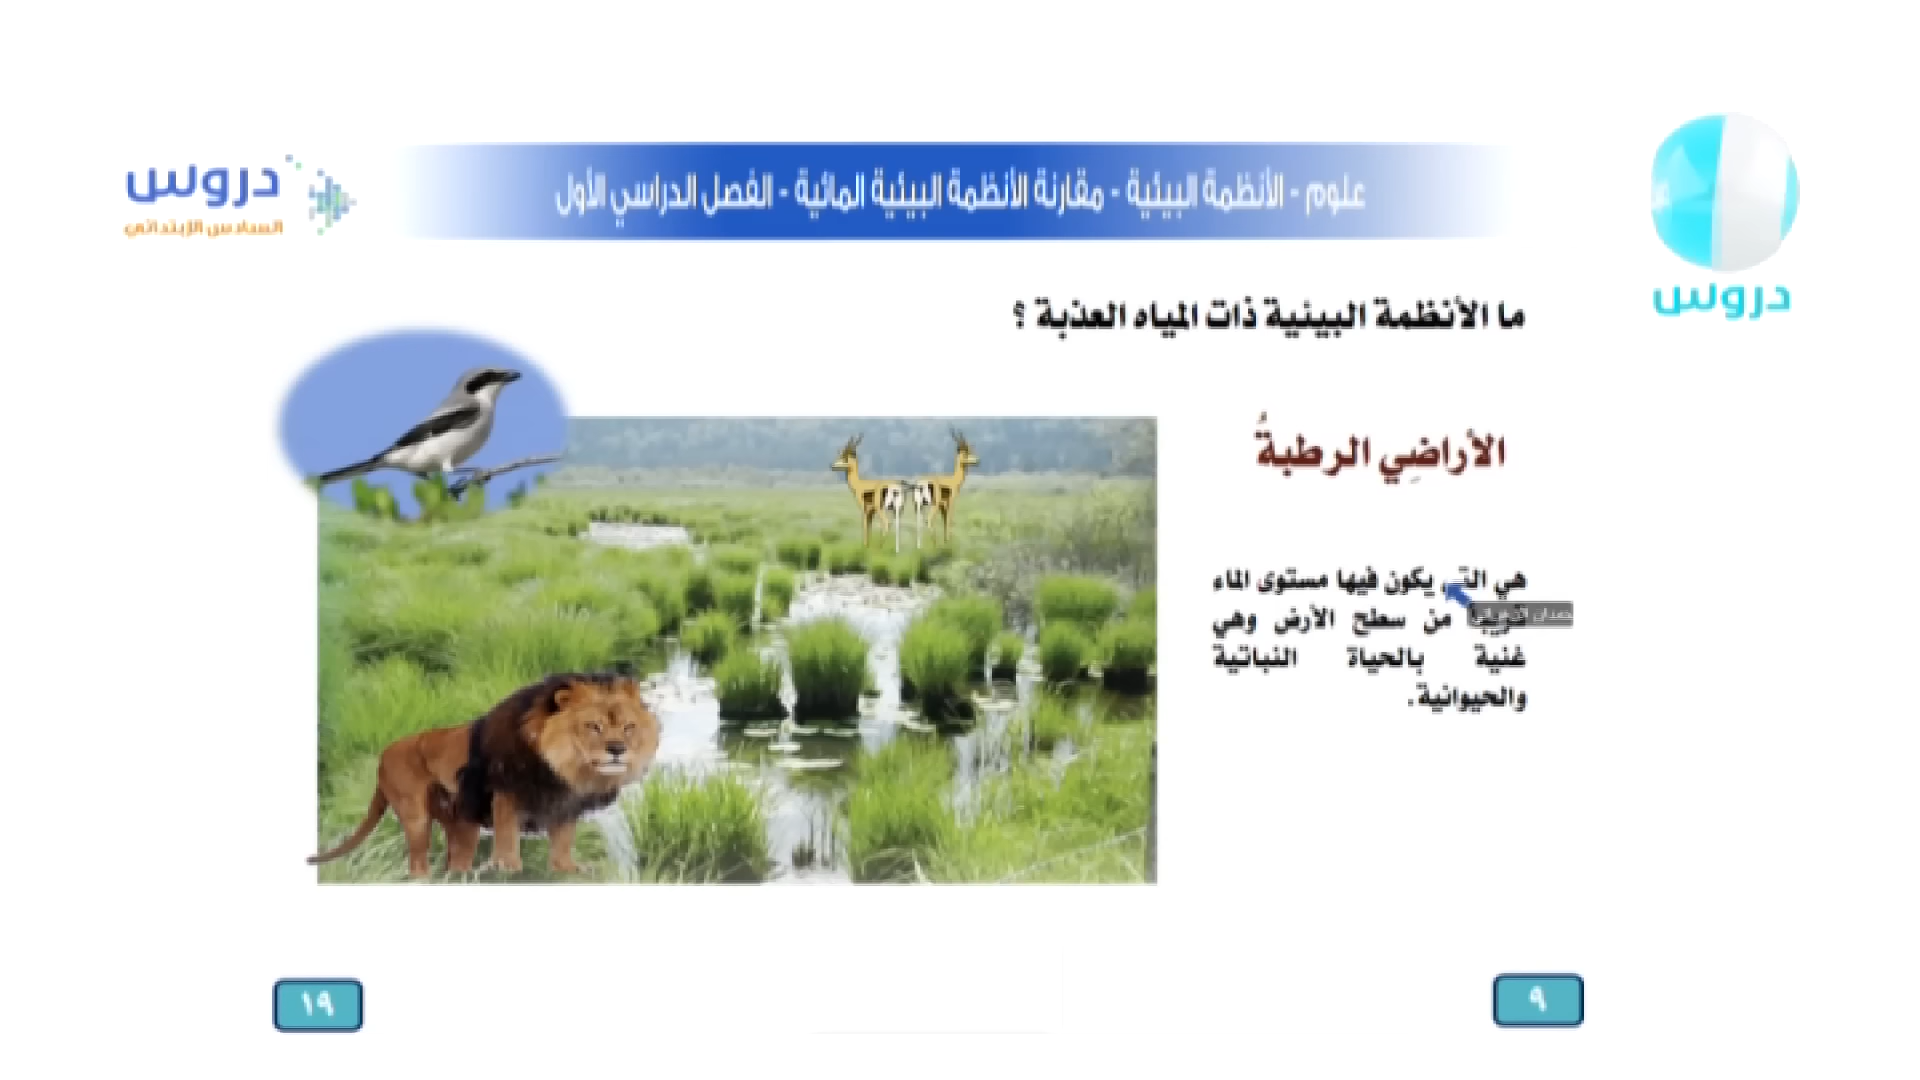 علوم - الأنظمة البيئية - مقارنة الأنظمة البيئية المائية - الفصل الدراسي الأول
دروس
السادس الابتدائي
دروس
ما الأنظمة البيئية ذات المياه العذبة ؟
الأراضِي الرطبةُ
هي التي يكون فيها مستوى الماء
من سطح الأرض وهي
غنية بالحياة النباتية
والحيوانية.
٩
١٩